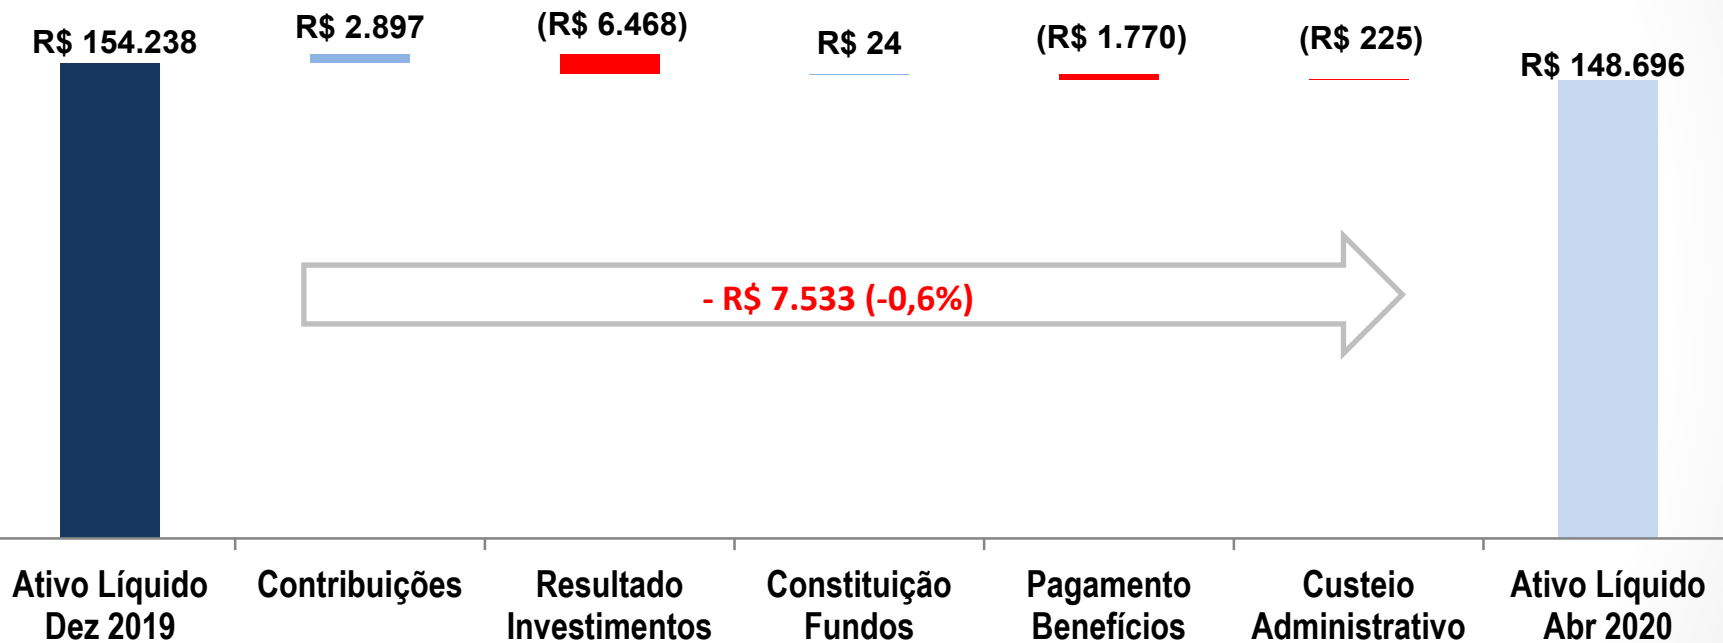 R$ 154.238
R$ 2.897
(R$ 6.468)
R$ 24
(R$ 1.770)
(R$ 225)
R$ 148.696
- R$ 7.533 (-0,6%)
Ativo Líquido
Dez 2019
Contribuições
Resultado
Investimentos
Constituição
Fundos
Pagamento
Benefícios
Custeio
Administrativo
Ativo Líquido
Abr 2020